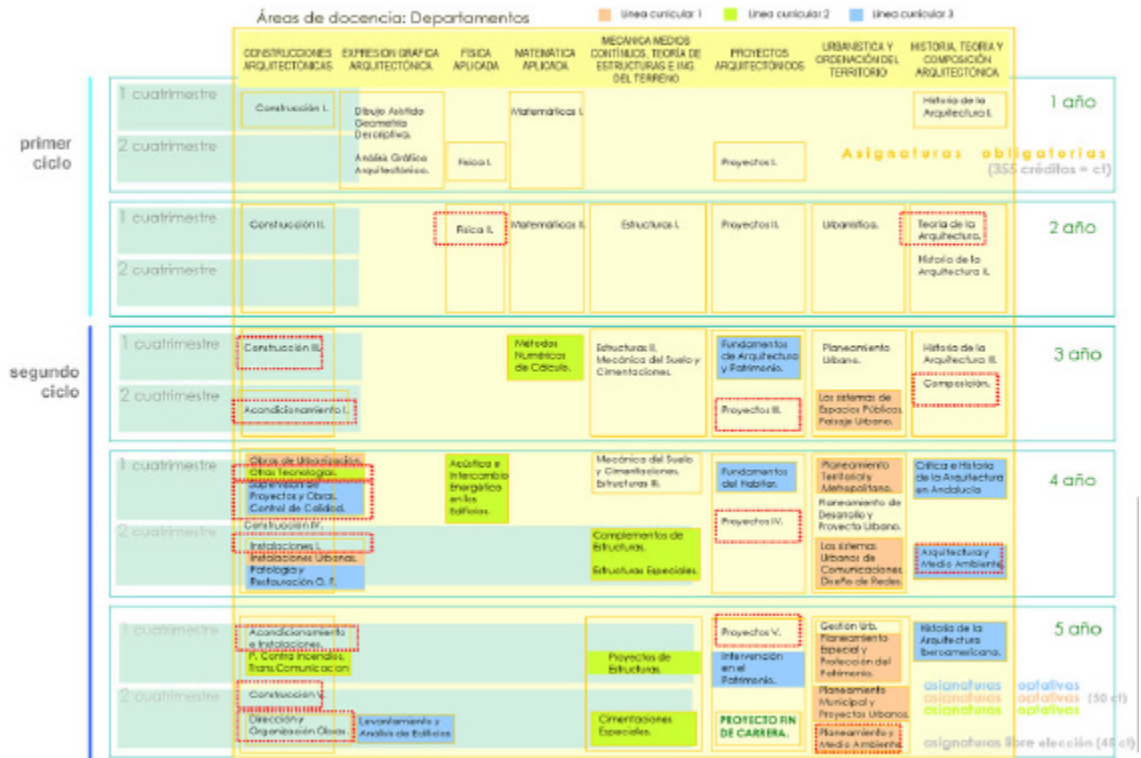 Áreas de docencia: Departamentos
Línea curricular 1
Línea curricular 2
Línea curricular 3
CONSTRUCCIONES
ARQUITECTÓNICAS
EXPRESIÓN GRÁFICA
ARQUITECTÓNICA
FÍSICA
APLICADA
MATEMÁTICA
APLICADA
MECÁNICA MEDIOS
CONTÍNUOS, TEORÍA DE
ESTRUCTURAS E ING.
DEL TERRENO
PROYECTOS
ARQUITECTÓNICOS
URBANÍSTICA Y
ORDENACIÓN DEL
TERRITORIO
HISTORIA, TEORÍA Y
COMPOSICIÓN
ARQUITECTÓNICA
primer
ciclo
1 cuatrimestre
Construcción I.
Dibujo Asistido
Geometría
Descriptiva.
Matemáticas I.
Historia de la
Arquitectura I.
1 año
2 cuatrimestre
Análisis Gráfico
Arquitectónico.
Física I.
Proyectos I.
Asignaturas obligatorias
(355 créditos = ct)
1 cuatrimestre
Construcción II.
Física II.
Matemáticas II.
Estructuras I.
Proyectos II.
Urbanística.
Teoría de la
Arquitectura.
2 año
2 cuatrimestre
Historia de la
Arquitectura II.
segundo
ciclo
1 cuatrimestre
Construcción III.
Métodos
Numéricos
de Cálculo.
Estructuras II.
Mecánica del Suelo y
Cimentaciones.
Fundamentos
de Arquitectura
y Patrimonio.
Planeamiento
Urbano.
Historia de la
Arquitectura III.
3 año
2 cuatrimestre
Acondicionamiento I.
Proyectos III.
Los sistemas de
Espacios Públicos.
Paisaje Urbano.
Composición.
1 cuatrimestre
Obras de Urbanización.
Otras Tecnologías.
Supervisión de
Proyectos y Obras.
Control de Calidad.
Acústica e
Intercambio
Energético
en los
Edificios.
Mecánica del Suelo
y Cimentaciones.
Estructuras III.
Fundamentos
del Habitar.
Planeamiento
Territorial y
Metropolitano.
Crítica e Historia
de la Arquitectura
en Andalucía
4 año
Proyectos IV.
Planeamiento de
Desarrollo y
Proyecto Urbano.
2 cuatrimestre
Construcción IV.
Instalaciones I.
Instalaciones Urbanas.
Patología y
Restauración O. F.
Complementos de
Estructuras.
Estructuras Especiales.
Los sistemas
Urbanos de
Comunicaciones.
Diseño de Redes.
Arquitectura y
Medio Ambiente.
1 cuatrimestre
Acondicionamiento
e Instalaciones.
P. Contra Incendios.
Trans.Comunicacion
Proyectos de
Estructuras.
Proyectos V.
Intervención
en el
Patrimonio.
Gestión Urb.
Planeamiento
Especial y
Protección del
Patrimonio.
Historia de la
Arquitectura
Iberoamericana.
5 año
2 cuatrimestre
Construcción V.
Dirección y
Organización Obras.
Levantamiento y
Análisis de Edificios
Cimentaciones
Especiales.
PROYECTO FIN
DE CARRERA.
Planeamiento
Municipal y
Proyectos Urbanos.
Planeamiento y
Medio Ambiente.
asignaturas optativas
asignaturas optativas (50 ct)
asignaturas optativas
asignaturas libre elección (45 ct)